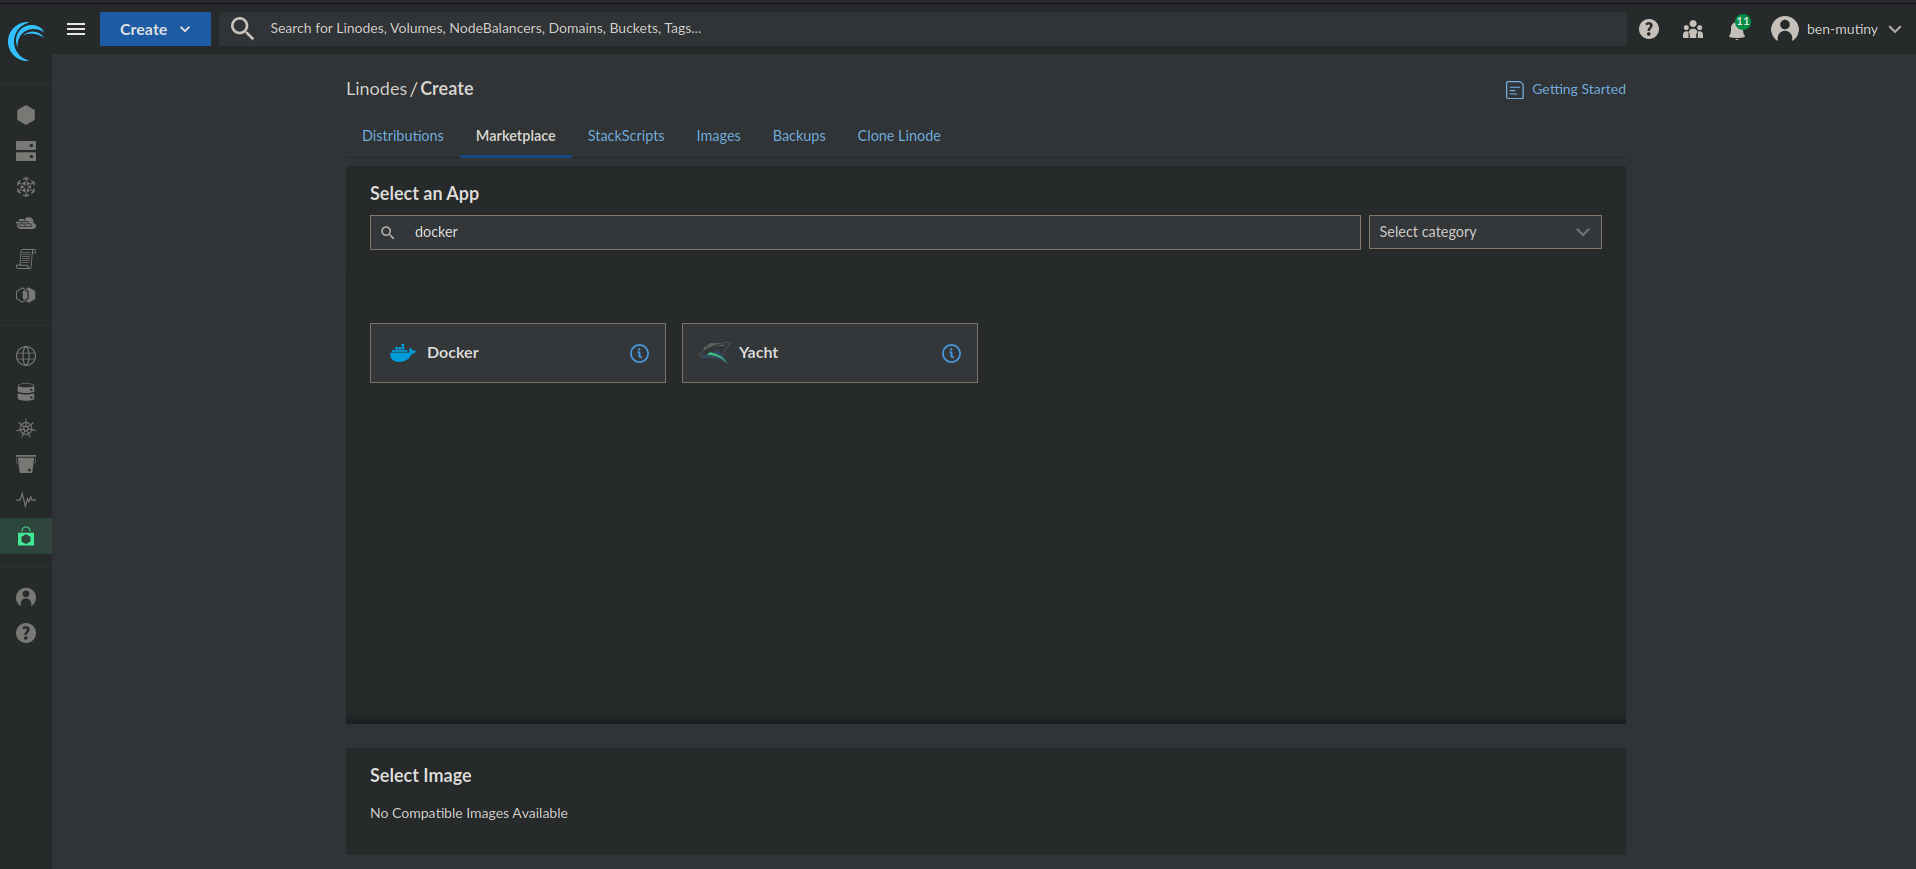 Create
Search for Linodes, Volumes, NodeBalancers, Domains, Buckets, Tags...
11
ben-mutiny
Linodes / Create
Getting Started
Distributions Marketplace StackScripts Images Backups Clone Linode
Select an App
docker
Select category
Docker
Yacht
Select Image
No Compatible Images Available